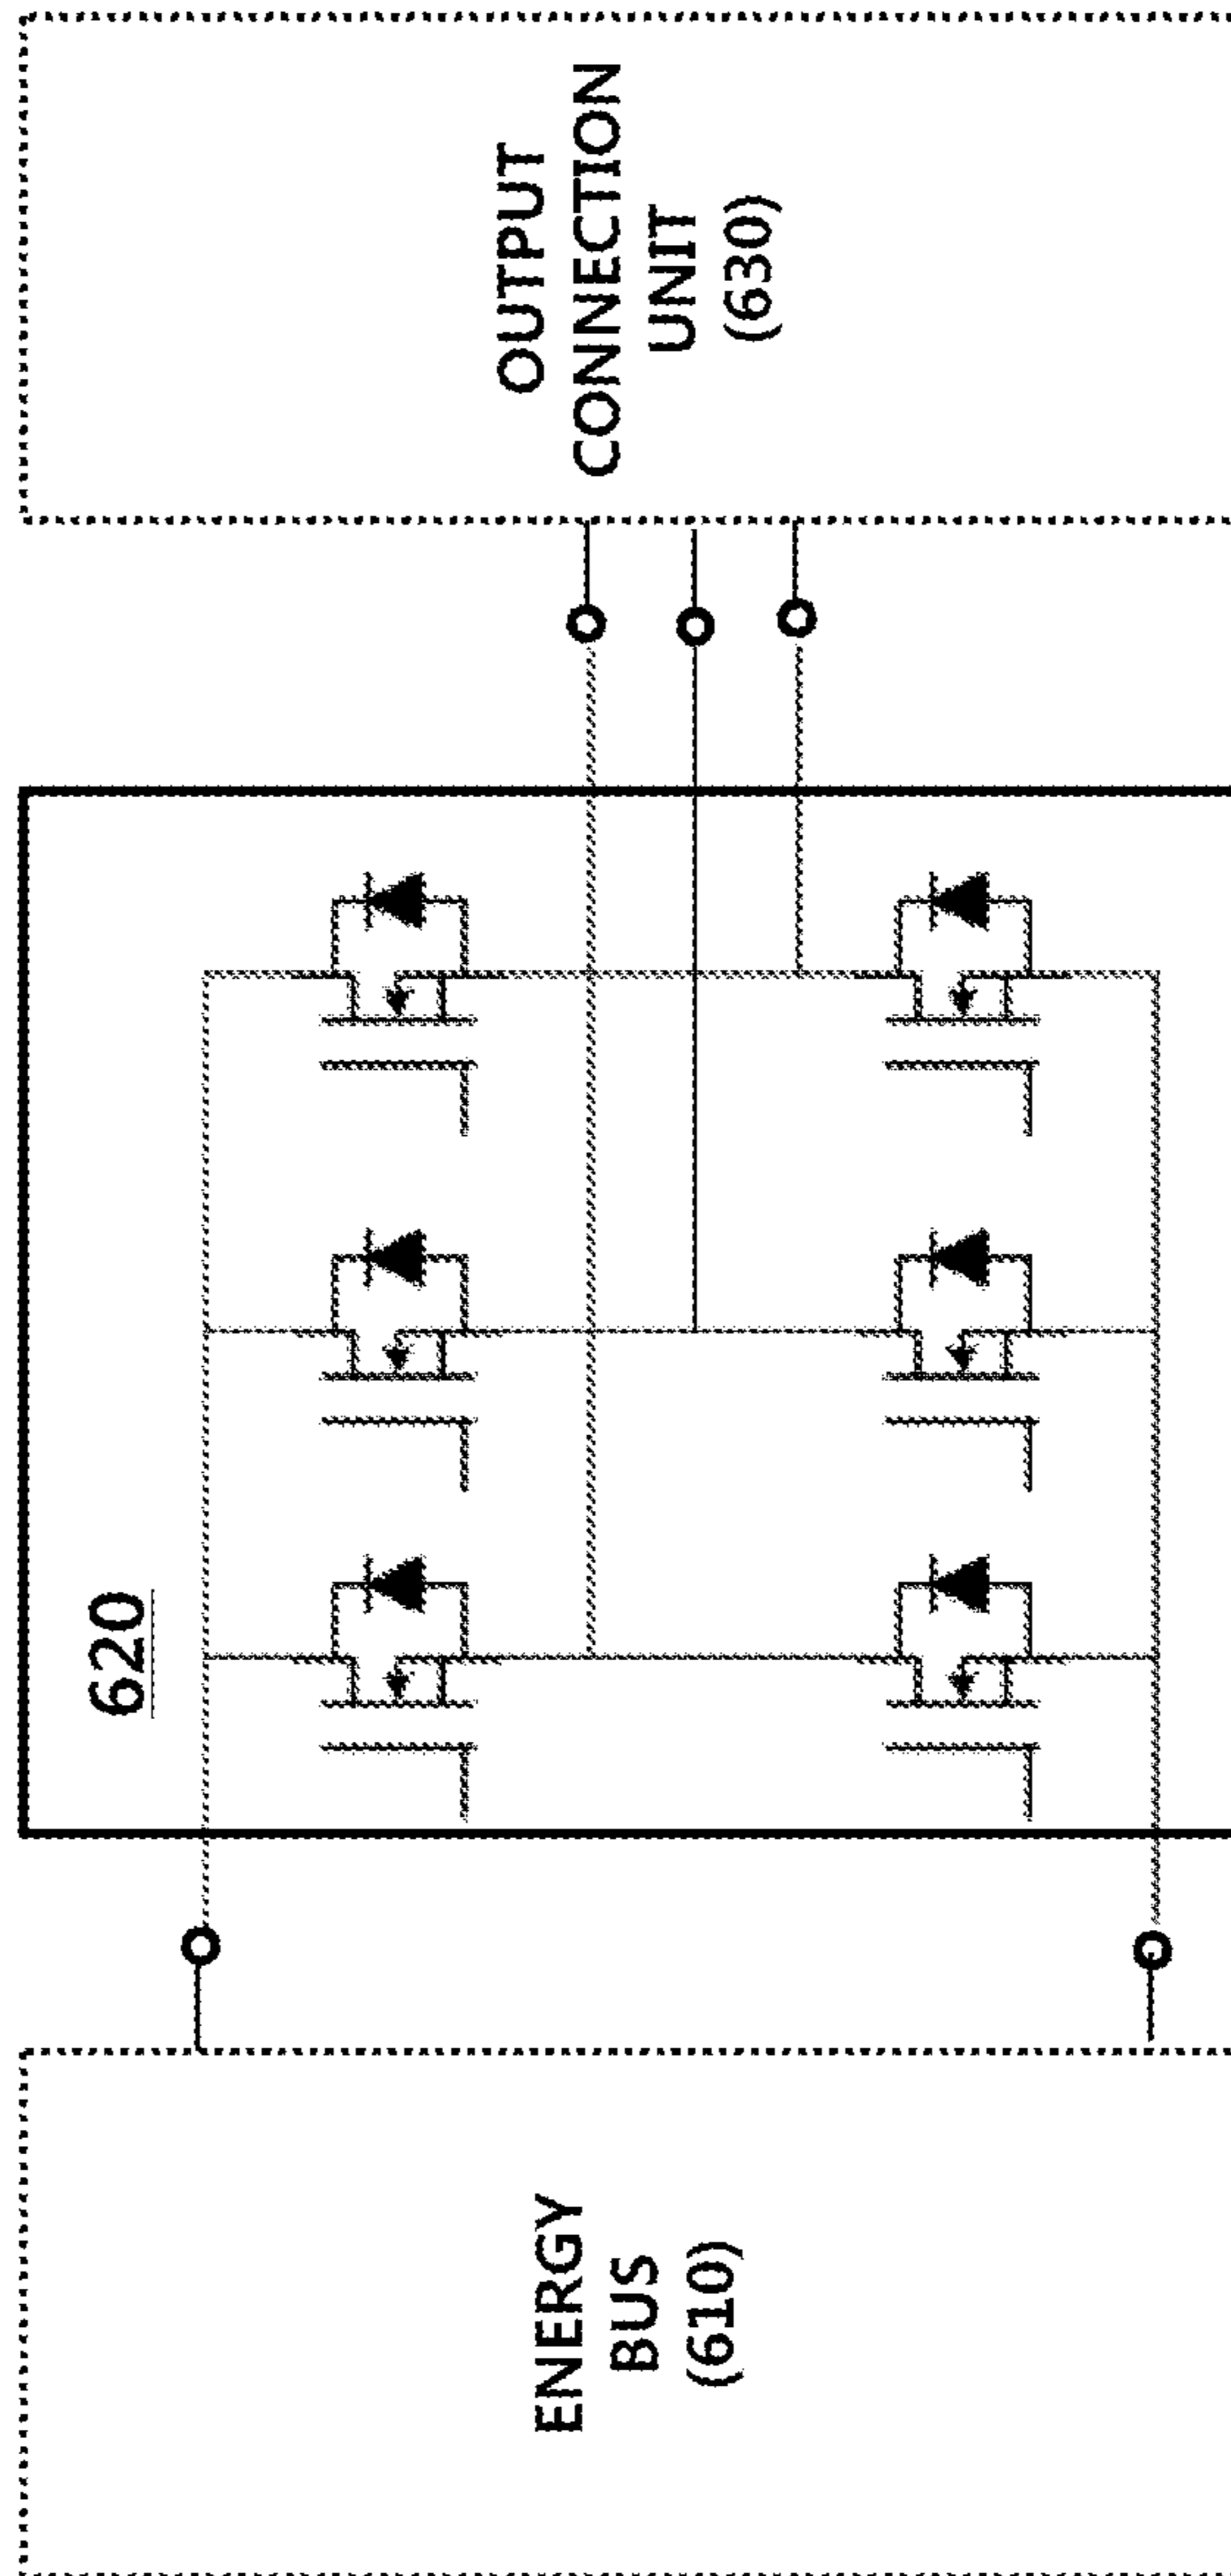 ENERGY
BUS
(610)
620
OUTPUT
CONNECTION
UNIT
(630)